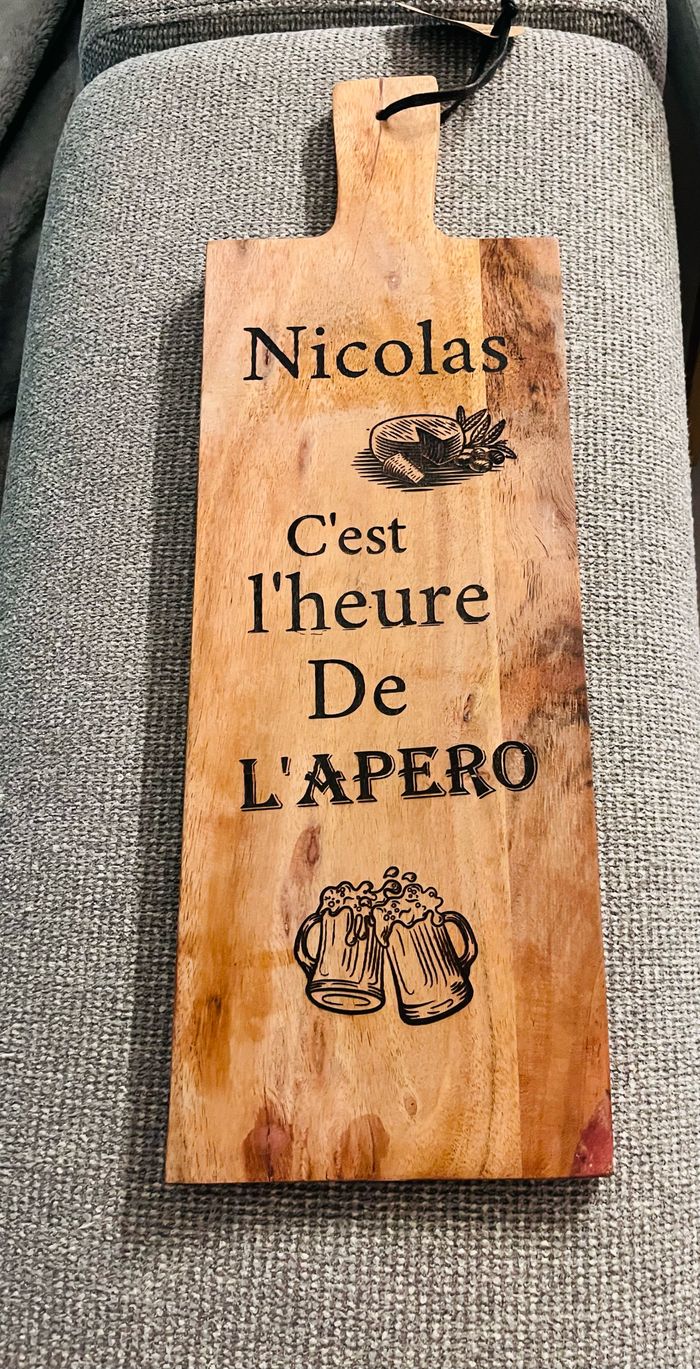 Nicolas
C'est
l'heure
De
L'APERO